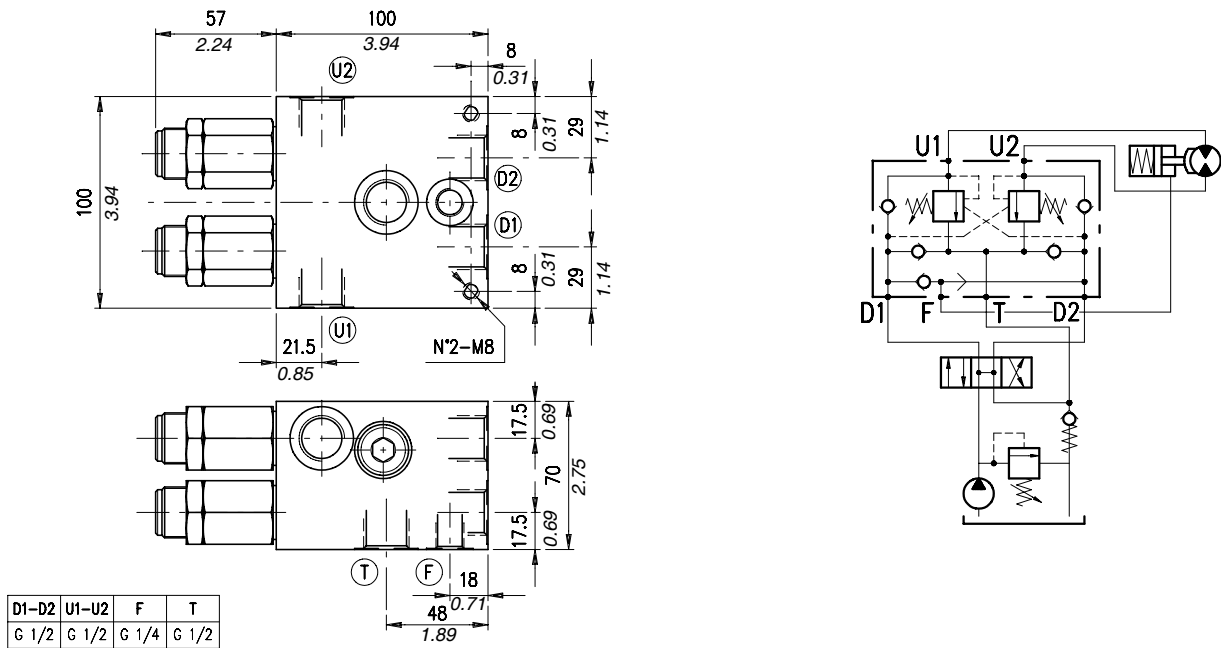 57
2.24
100
3.94
8
0.31
U2
8
0.31
29
1.14
100
3.94
D2
D1
8
0.31
29
1.14
U1
21.5
0.85
N°2-M8
17.5
0.69
70
2.75
17.5
0.69
T
F
18
0.71
48
1.89
D1-D2 U1-U2 F T
G 1/2 G 1/2 G 1/4 G 1/2
U1 U2
D1 F T D2